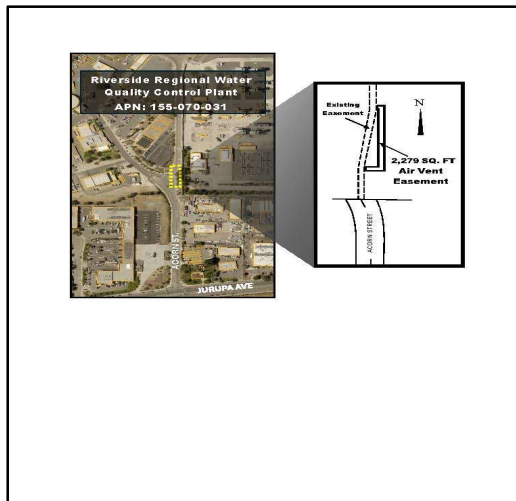 Riverside Regional Water
Quality Control Plant
APN: 155-070-031
ACORN ST.
JURUPA AVE
N
Existing
Easement
2,279 SQ. FT
Air Vent
Easement
ACORN STREET